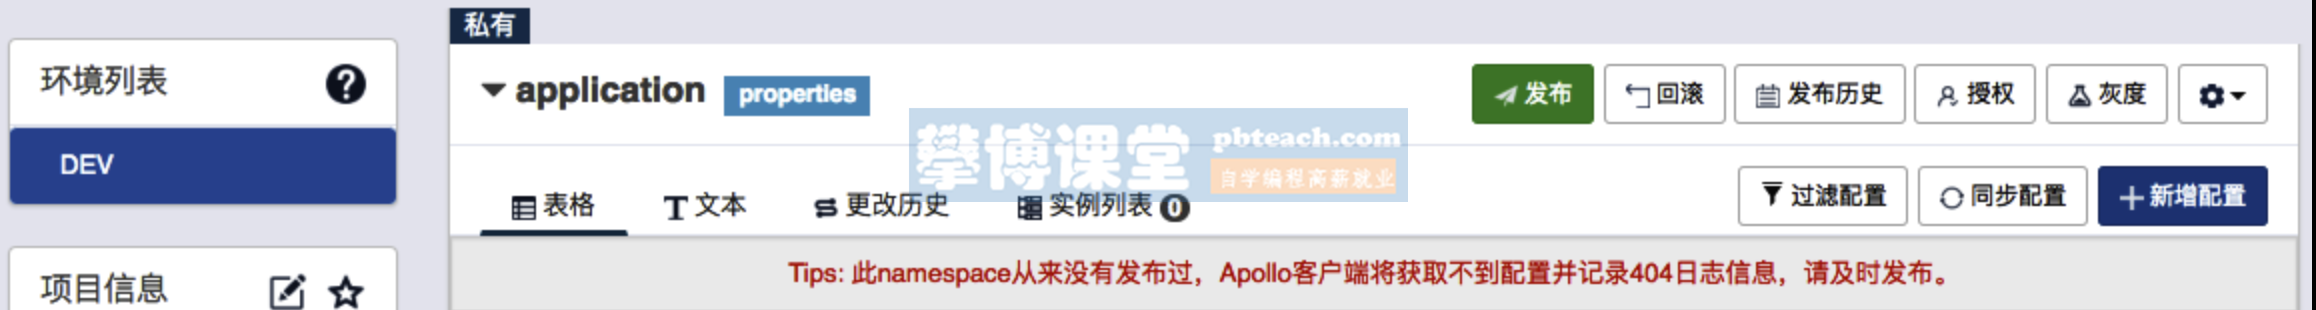 私有
环境列表
DEV
项目信息
application properties
发布 回滚 发布历史 授权 灰度
攀博课堂 pbteach.com
自学编程高薪就业
表格 文本 更改历史 实例列表 0
过滤配置 同步配置 新增配置
Tips: 此namespace从来没有发布过，Apollo客户端将获取不到配置并记录404日志信息，请及时发布。